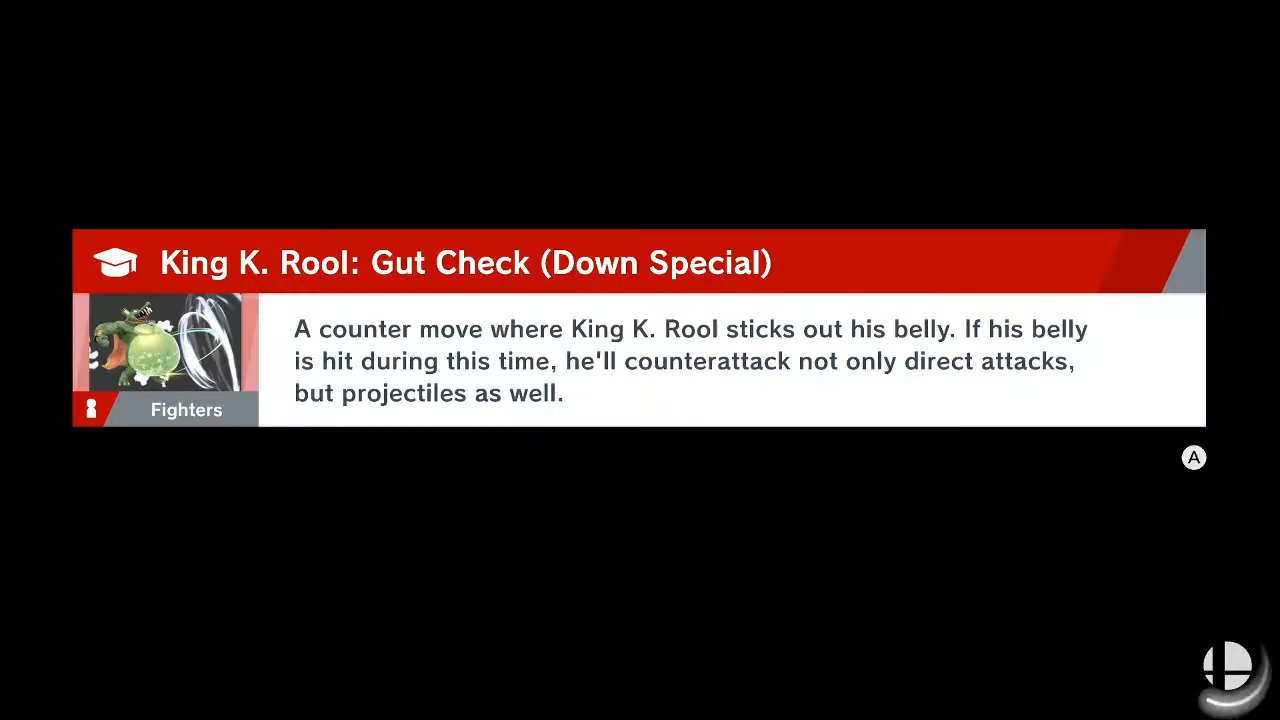 King K. Rool: Gut Check (Down Special)
A counter move where King K. Rool sticks out his belly. If his belly
is hit during this time, he'll counterattack not only direct attacks,
but projectiles as well.
Fighters
A